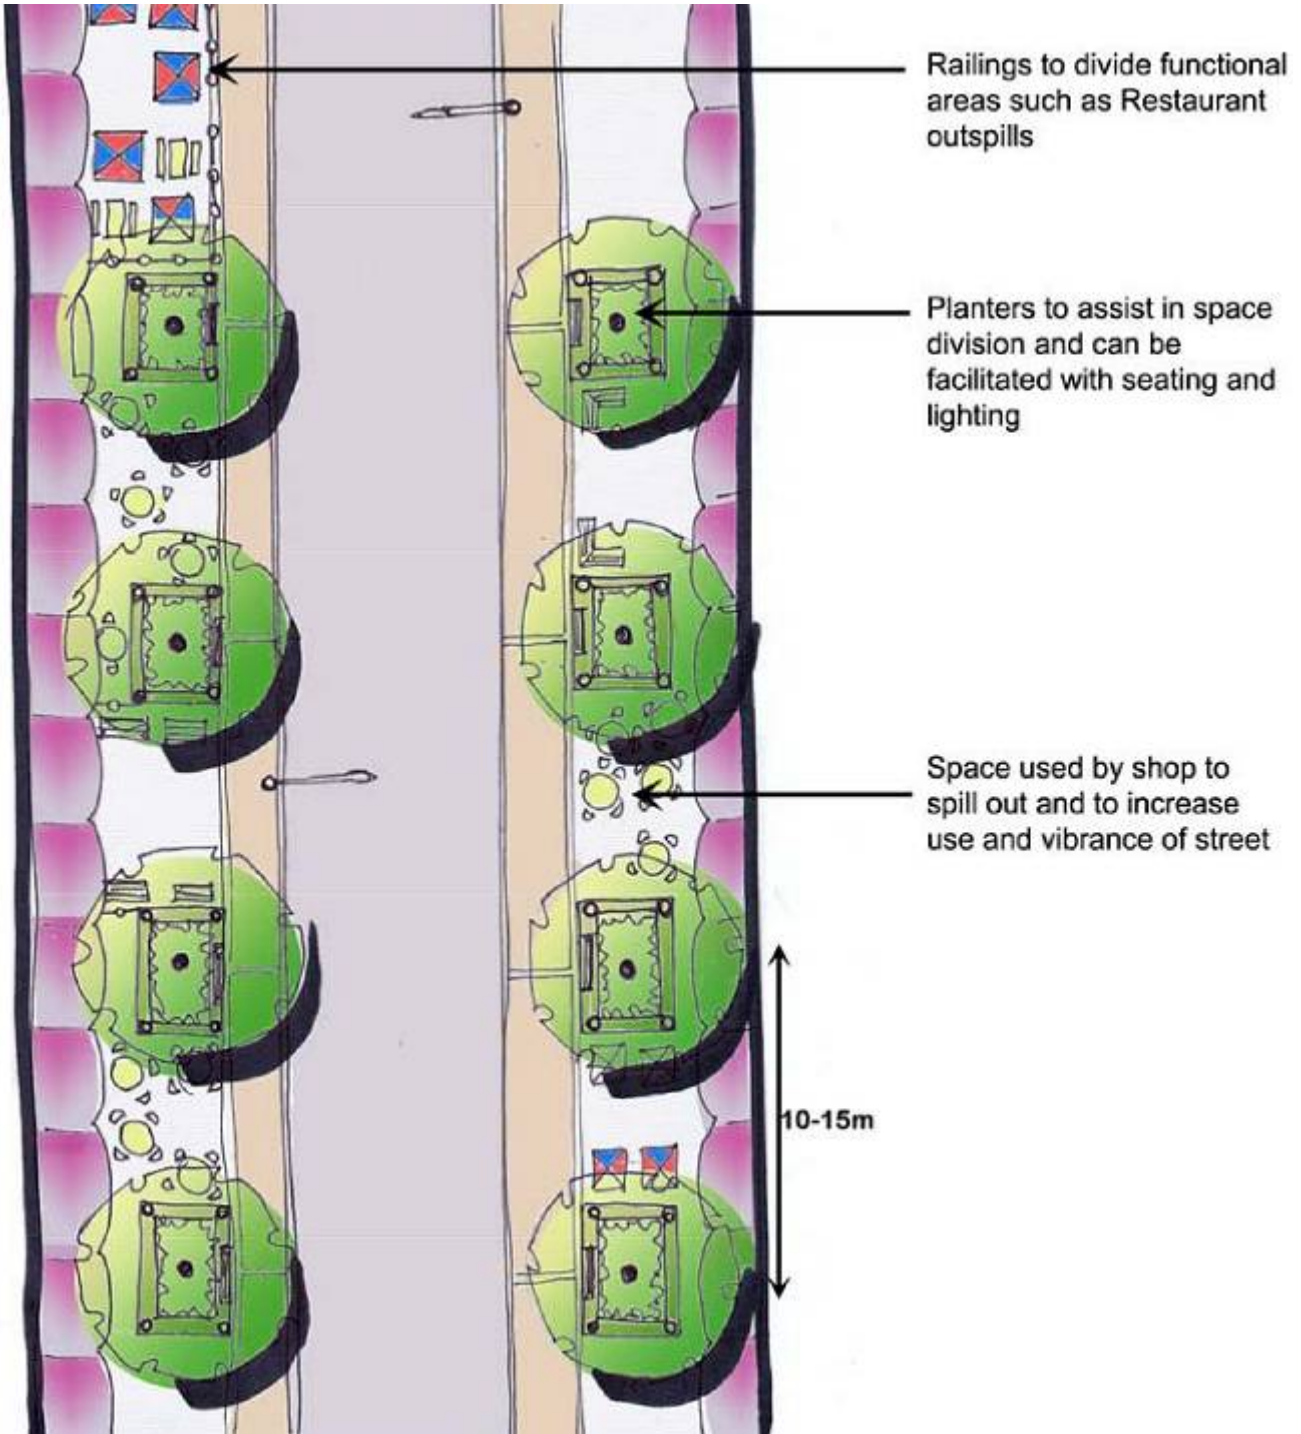 Railings to divide functional
areas such as Restaurant
outspills
Planters to assist in space
division and can be
facilitated with seating and
lighting
Space used by shop to
spill out and to increase
use and vibrance of street
10-15m